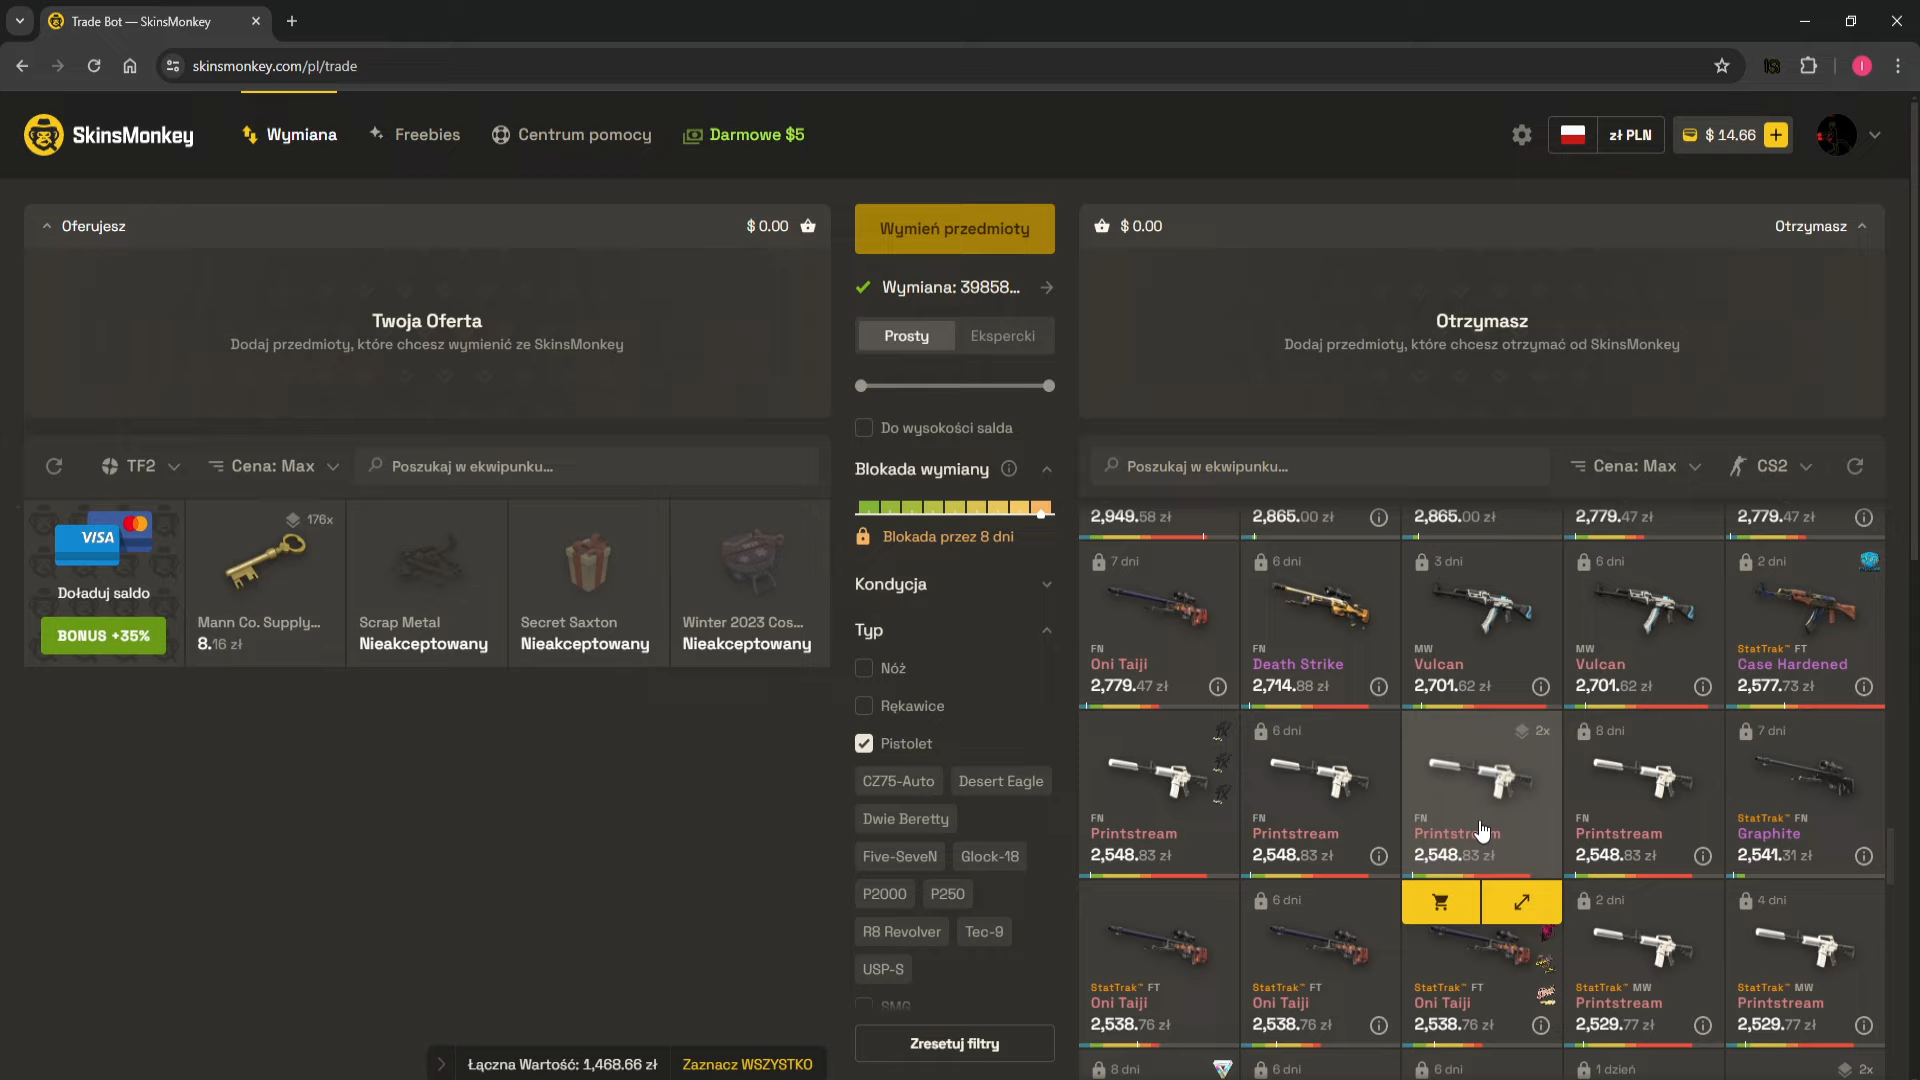 Trade Bot — SkinsMonkey
skinsmonkey.com/pl/trade
SkinsMonkey
Wymiana
Freebies
Centrum pomocy
Darmowe $5
zł PLN
$ 14.66
Oferujesz
$ 0.00
Twoja Oferta
Dodaj przedmioty, które chcesz wymienić ze SkinsMonkey
TF2
Cena: Max
Poszukaj w ekwipunku...
VISA
Doładuj saldo
BONUS +35%
176x
Mann Co. Supply...
8.16 zł
Scrap Metal
Nieakceptowany
Secret Saxton
Nieakceptowany
Winter 2023 Cos...
Nieakceptowany
Łączna Wartość: 1,468.66 zł
Zaznacz WSZYSTKO
Wymień przedmioty
Wymiana: 39858...
Prosty
Ekspercki
Do wysokości salda
Blokada wymiany
Blokada przez 8 dni
Kondycja
Typ
Nóż
Rękawice
Pistolet
CZ75-Auto
Desert Eagle
Dwie Beretty
Five-SeveN
Glock-18
P2000
P250
R8 Revolver
Tec-9
USP-S
SMG
Zresetuj filtry
$ 0.00
Otrzymasz
Otrzymasz
Dodaj przedmioty, które chcesz otrzymać od SkinsMonkey
Poszukaj w ekwipunku...
Cena: Max
CS2
2,949.58 zł
2,865.00 zł
2,865.00 zł
2,779.47 zł
2,779.47 zł
7 dni
FN
Oni Taiji
2,779.47 zł
6 dni
FN
Death Strike
2,714.88 zł
3 dni
MW
Vulcan
2,701.62 zł
6 dni
MW
Vulcan
2,701.62 zł
2 dni
StatTrak™ FT
Case Hardened
2,577.73 zł
FN
Printstream
2,548.83 zł
6 dni
FN
Printstream
2,548.83 zł
2x
FN
Printstream
2,548.83 zł
8 dni
FN
Printstream
2,548.83 zł
7 dni
StatTrak™ FN
Graphite
2,541.31 zł
StatTrak™ FT
Oni Taiji
2,538.76 zł
6 dni
StatTrak™ FT
Oni Taiji
2,538.76 zł
StatTrak™ FT
Oni Taiji
2,538.76 zł
2 dni
StatTrak™ MW
Printstream
2,529.77 zł
4 dni
StatTrak™ MW
Printstream
2,529.77 zł
8 dni
6 dni
6 dni
1 dzień
2x